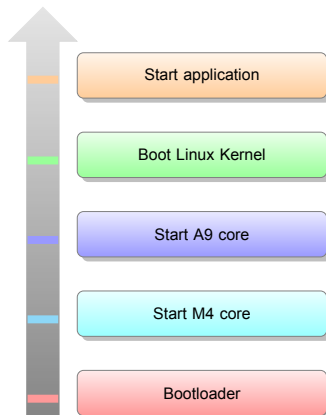 Start application
Boot Linux Kernel
Start A9 core
Start M4 core
Bootloader